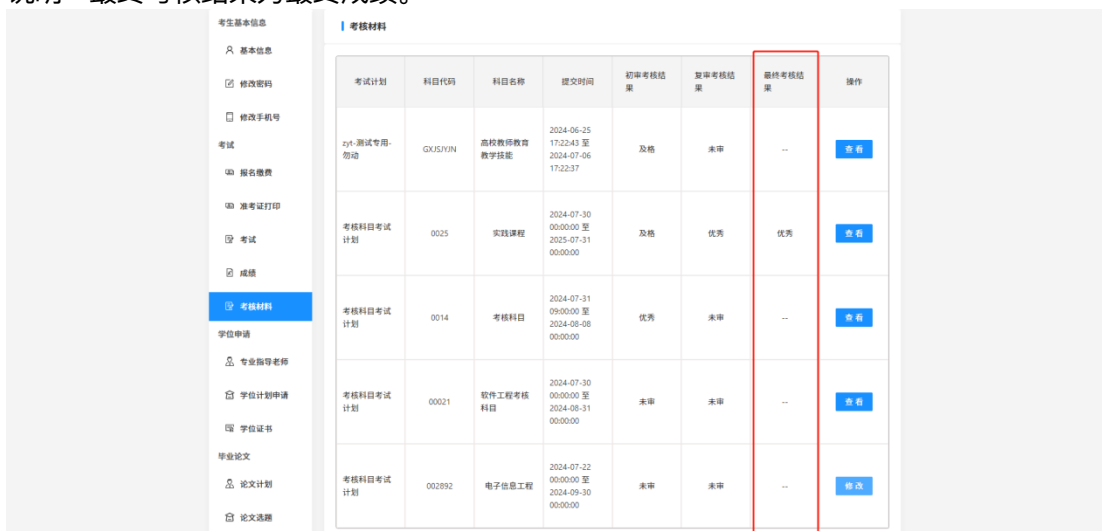 考生基本信息
基本信息
修改密码
修改手机号
考试
报名缴费
准考证打印
考试
成绩
考核材料
学位申请
专业指导老师
学位计划申请
学位证书
毕业论文
论文计划
论文选题
考核材料
考试计划 科目代码 科目名称 提交时间 初审考核结果 复审考核结果 最终考核结果 操作
zyt-测试专用-勿动 GXJSJYJN 高校教师教育教学技能 2024-06-25 17:22:43 至 2024-07-06 17:22:37 及格 未审 -- 查看
考核科目考试计划 0025 实践课程 2024-07-30 00:00:00 至 2025-07-31 00:00:00 及格 优秀 优秀 查看
考核科目考试计划 0014 考核科目 2024-07-31 09:00:00 至 2024-08-08 00:00:00 优秀 未审 -- 查看
考核科目考试计划 00021 软件工程考核科目 2024-07-30 00:00:00 至 2024-08-31 00:00:00 未审 未审 -- 查看
考核科目考试计划 002892 电子信息工程 2024-07-22 00:00:00 至 2024-09-30 00:00:00 未审 未审 -- 修改